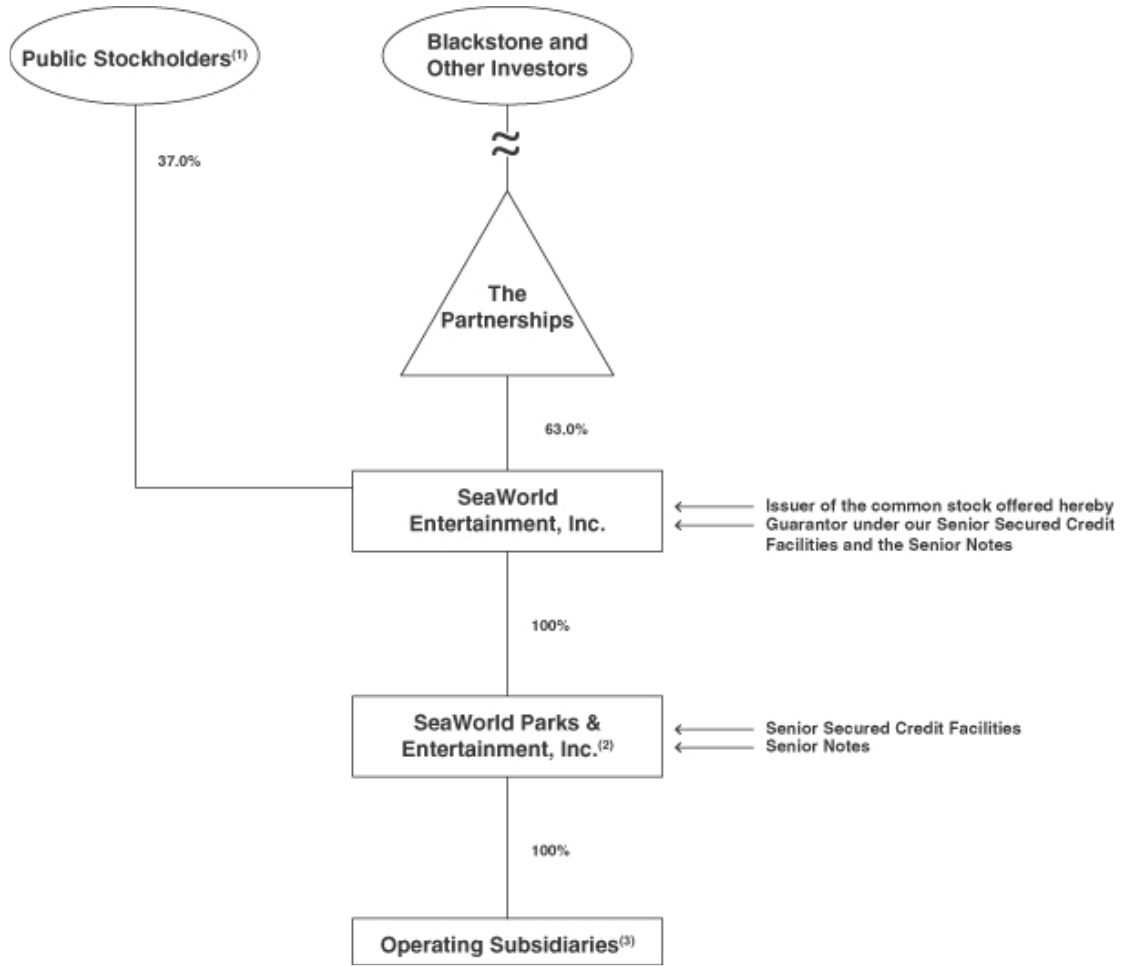 Public Stockholders(1)
Blackstone and
Other Investors
37.0%
The
Partnerships
63.0%
SeaWorld
Entertainment, Inc.
Issuer of the common stock offered hereby
Guarantor under our Senior Secured Credit
Facilities and the Senior Notes
100%
SeaWorld Parks &
Entertainment, Inc.(2)
Senior Secured Credit Facilities
Senior Notes
100%
Operating Subsidiaries(3)